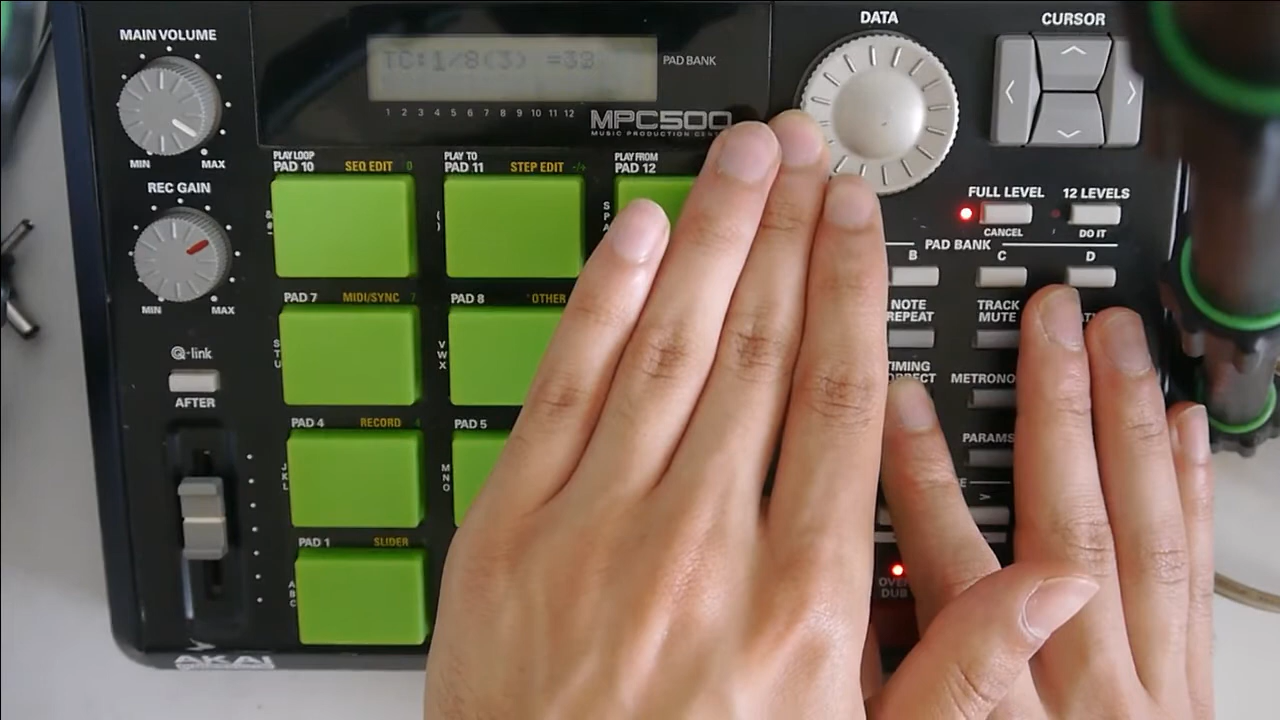 MAIN VOLUME
MIN MAX
REC GAIN
MIN MAX
Q-link
AFTER
AKAI
TC:1/8(3) =38
PAD BANK
1 2 3 4 5 6 7 8 9 10 11 12
MPC500
PLAY LOOP
PAD 10 SEQ EDIT 0
PLAY TO
PAD 11 STEP EDIT -/+
PLAY FROM
PAD 12
PAD 7 MIDI/SYNC 7
PAD 8 OTHER
S T U
V W X
PAD 4 RECORD 4
PAD 5
J K L
M N O
PAD 1 SLIDER
A B C
DATA
CURSOR
FULL LEVEL
12 LEVELS
CANCEL
DO IT
PAD BANK
B C D
NOTE
REPEAT
TRACK
MUTE
TIMING
METRONO
PARAMS
DUB